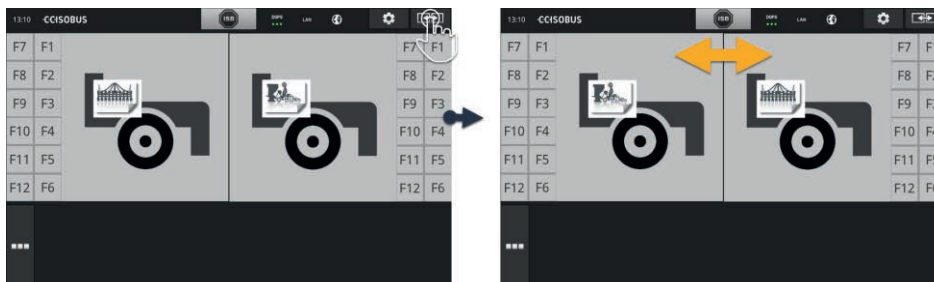 13:10 ·CCISOBUS ISB DGPS LAN
F7 F1 F7 F1
F8 F2 F8 F2
F9 F3 F9 F3
F10 F4 F10 F4
F11 F5 F11 F5
F12 F6 F12 F6
13:10 ·CCISOBUS ISB DGPS LAN
F7 F1 F7
F8 F2 F8
F9 F3 F9
F10 F4 F10
F11 F5 F11
F12 F6 F12